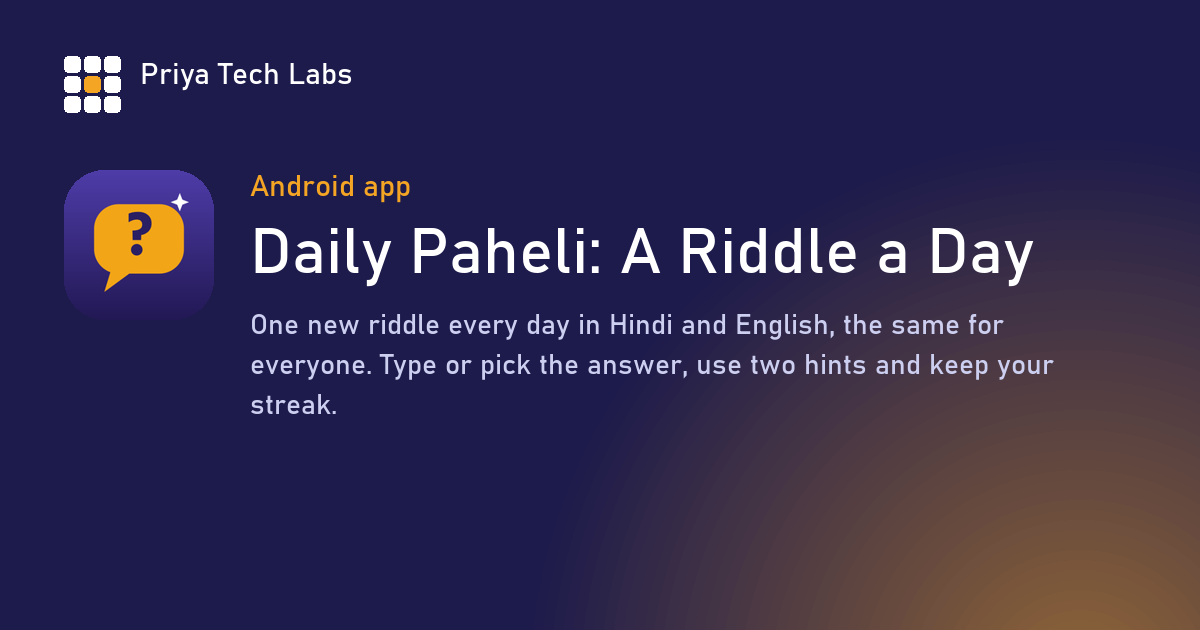 Priya Tech Labs
Android app
?
Daily Paheli: A Riddle a Day
One new riddle every day in Hindi and English, the same for
everyone. Type or pick the answer, use two hints and keep your
streak.